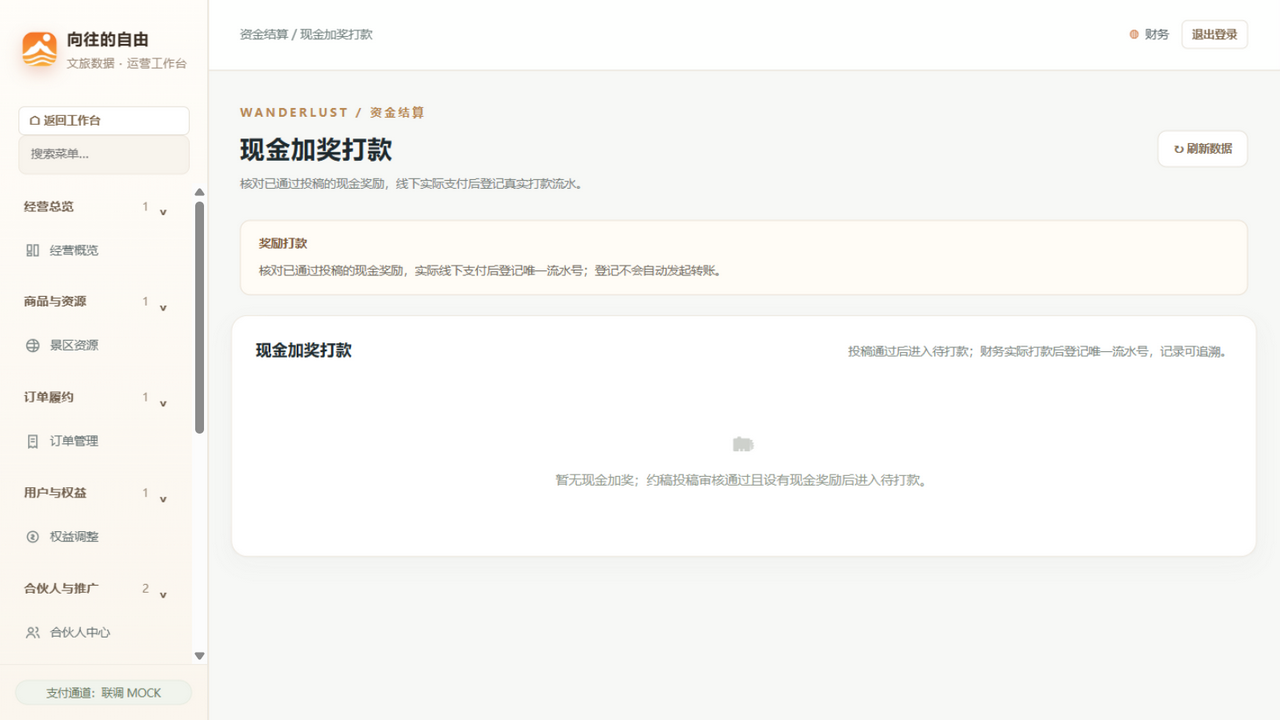 向往的自由
文旅数据 · 运营工作台
返回工作台
搜索菜单...
经营总览 1
经营概览
商品与资源 1
景区资源
订单履约 1
订单管理
用户与权益 1
权益调整
合伙人与推广 2
合伙人中心
支付通道：联调 MOCK
资金结算 / 现金加奖打款
财务
退出登录
WANDERLUST / 资金结算
现金加奖打款
↻ 刷新数据
核对已通过投稿的现金奖励，线下实际支付后登记真实打款流水。
奖励打款
核对已通过投稿的现金奖励，实际线下支付后登记唯一流水号；登记不会自动发起转账。
现金加奖打款
投稿通过后进入待打款；财务实际打款后登记唯一流水号，记录可追溯。
暂无现金加奖；约稿投稿审核通过且设有现金奖励后进入待打款。